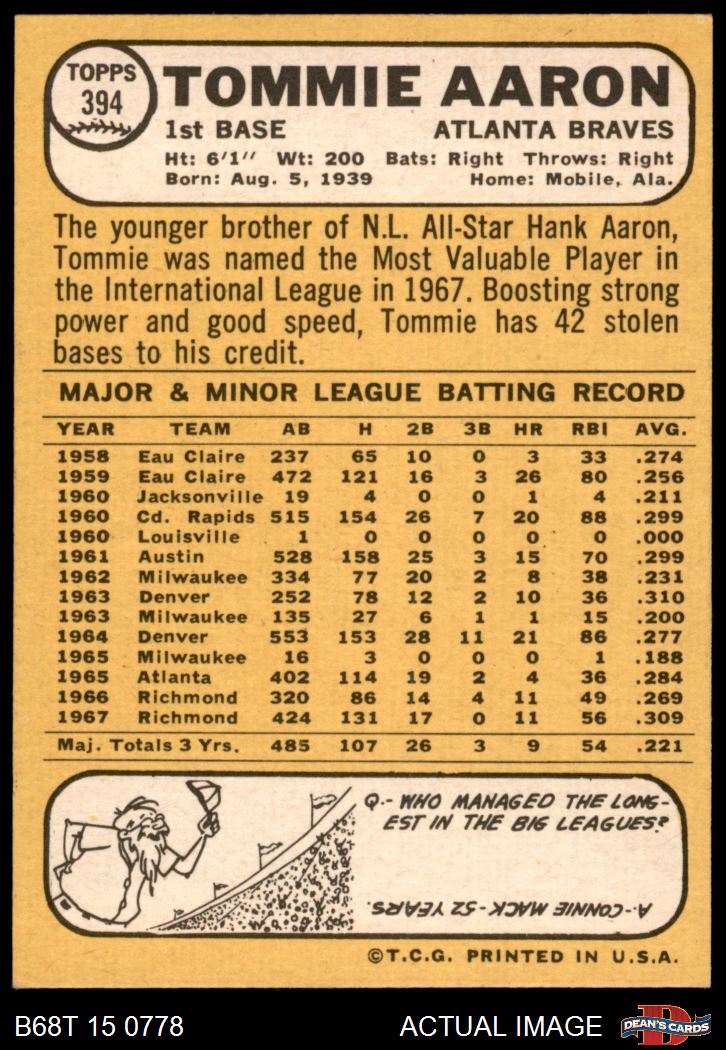 TOPPS
394
TOMMIE AARON
1st BASE ATLANTA BRAVES
Ht: 6'1" Wt: 200 Bats: Right Throws: Right
Born: Aug. 5, 1939 Home: Mobile, Ala.
The younger brother of N.L. All-Star Hank Aaron,
Tommie was named the Most Valuable Player in
the International League in 1967. Boosting strong
power and good speed, Tommie has 42 stolen
bases to his credit.
MAJOR & MINOR LEAGUE BATTING RECORD
YEAR TEAM AB H 2B 3B HR RBI AVG.
1958 Eau Claire 237 65 10 0 3 33 .274
1959 Eau Claire 472 121 16 3 26 80 .256
1960 Jacksonville 19 4 0 0 1 4 .211
1960 Cd. Rapids 515 154 26 7 20 88 .299
1960 Louisville 1 0 0 0 0 0 .000
1961 Austin 528 158 25 3 15 70 .299
1962 Milwaukee 334 77 20 2 8 38 .231
1963 Denver 252 78 12 2 10 36 .310
1963 Milwaukee 135 27 6 1 1 15 .200
1964 Denver 553 153 28 11 21 86 .277
1965 Milwaukee 16 3 0 0 0 1 .188
1965 Atlanta 402 114 19 2 4 36 .284
1966 Richmond 320 86 14 4 11 49 .269
1967 Richmond 424 131 17 0 11 56 .309
Maj. Totals 3 Yrs. 485 107 26 3 9 54 .221
Q.- WHO MANAGED THE LONG-
EST IN THE BIG LEAGUES?
A-CONNIE MACK-52 YEARS.
©T.C.G. PRINTED IN U.S.A.
B68T 15 0778 ACTUAL IMAGE
D
DEAN'S CARDS